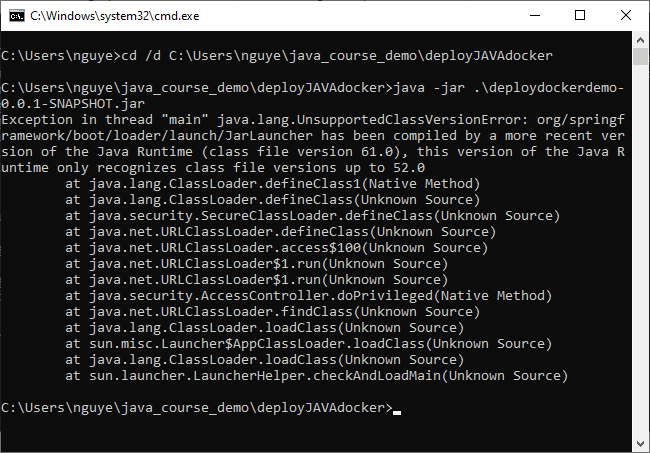 C:\Windows\system32\cmd.exe
C:\Users\nguye>cd /d C:\Users\nguye\java_course_demo\deployJAVAdocker
C:\Users\nguye\java_course_demo\deployJAVAdocker>java -jar .\deploydockerdemo-
0.0.1-SNAPSHOT.jar
Exception in thread "main" java.lang.UnsupportedClassVersionError: org/springf
ramework/boot/loader/launch/JarLauncher has been compiled by a more recent ver
sion of the Java Runtime (class file version 61.0), this version of the Java R
untime only recognizes class file versions up to 52.0
        at java.lang.ClassLoader.defineClass1(Native Method)
        at java.lang.ClassLoader.defineClass(Unknown Source)
        at java.security.SecureClassLoader.defineClass(Unknown Source)
        at java.net.URLClassLoader.defineClass(Unknown Source)
        at java.net.URLClassLoader.access$100(Unknown Source)
        at java.net.URLClassLoader$1.run(Unknown Source)
        at java.net.URLClassLoader$1.run(Unknown Source)
        at java.security.AccessController.doPrivileged(Native Method)
        at java.net.URLClassLoader.findClass(Unknown Source)
        at java.lang.ClassLoader.loadClass(Unknown Source)
        at sun.misc.Launcher$AppClassLoader.loadClass(Unknown Source)
        at java.lang.ClassLoader.loadClass(Unknown Source)
        at sun.launcher.LauncherHelper.checkAndLoadMain(Unknown Source)
C:\Users\nguye\java_course_demo\deployJAVAdocker>